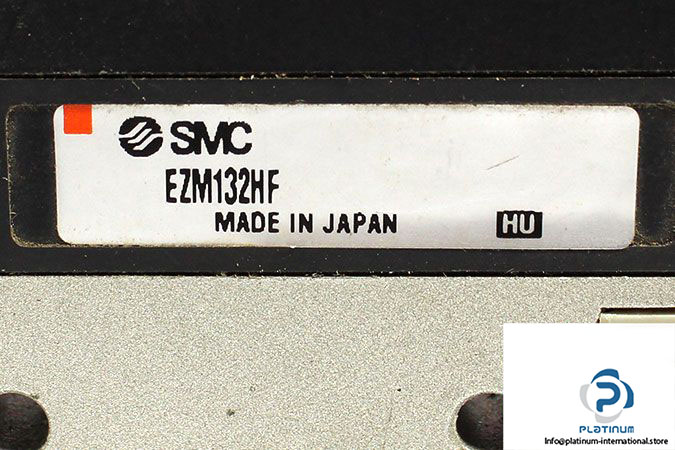 SMC
EZM132HF
MADE IN JAPAN HU
PLATINUM
Info@platinum-international.store